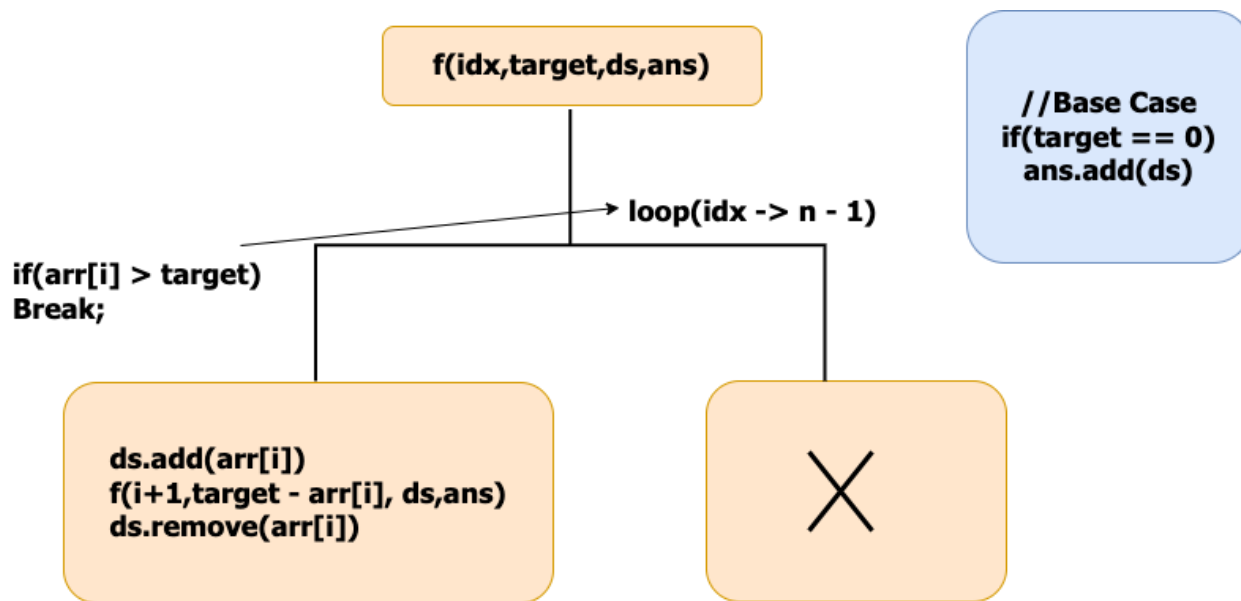 f(idx,target,ds,ans)
//Base Case
if(target == 0)
ans.add(ds)
loop(idx -> n - 1)
if(arr[i] > target)
Break;
ds.add(arr[i])
f(i+1,target - arr[i], ds,ans)
ds.remove(arr[i])